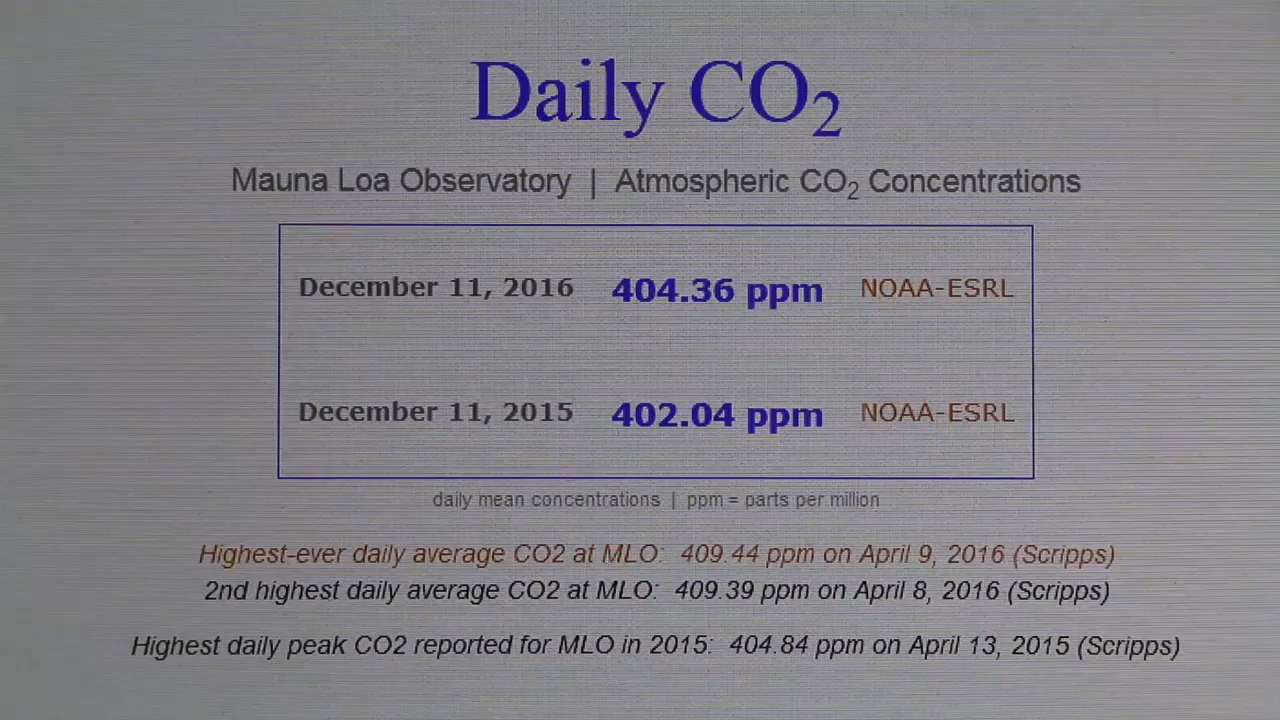 Daily CO₂
Mauna Loa Observatory | Atmospheric CO₂ Concentrations
December 11, 2016 404.36 ppm NOAA-ESRL
December 11, 2015 402.04 ppm NOAA-ESRL
daily mean concentrations | ppm = parts per million
Highest-ever daily average CO2 at MLO: 409.44 ppm on April 9, 2016 (Scripps)
2nd highest daily average CO2 at MLO: 409.39 ppm on April 8, 2016 (Scripps)
Highest daily peak CO2 reported for MLO in 2015: 404.84 ppm on April 13, 2015 (Scripps)